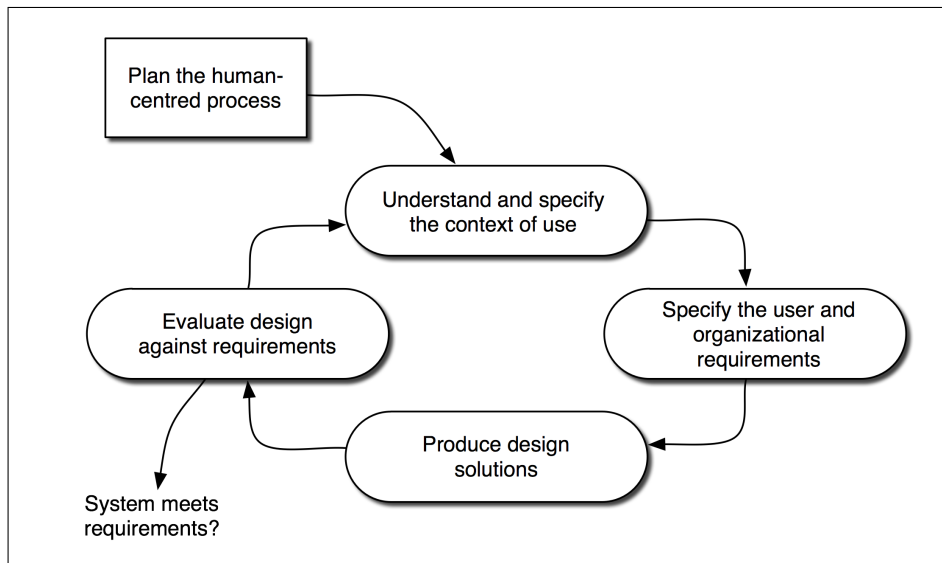 Plan the human-
centred process
Understand and specify
the context of use
Specify the user and
organizational
requirements
Produce design
solutions
Evaluate design
against requirements
System meets
requirements?